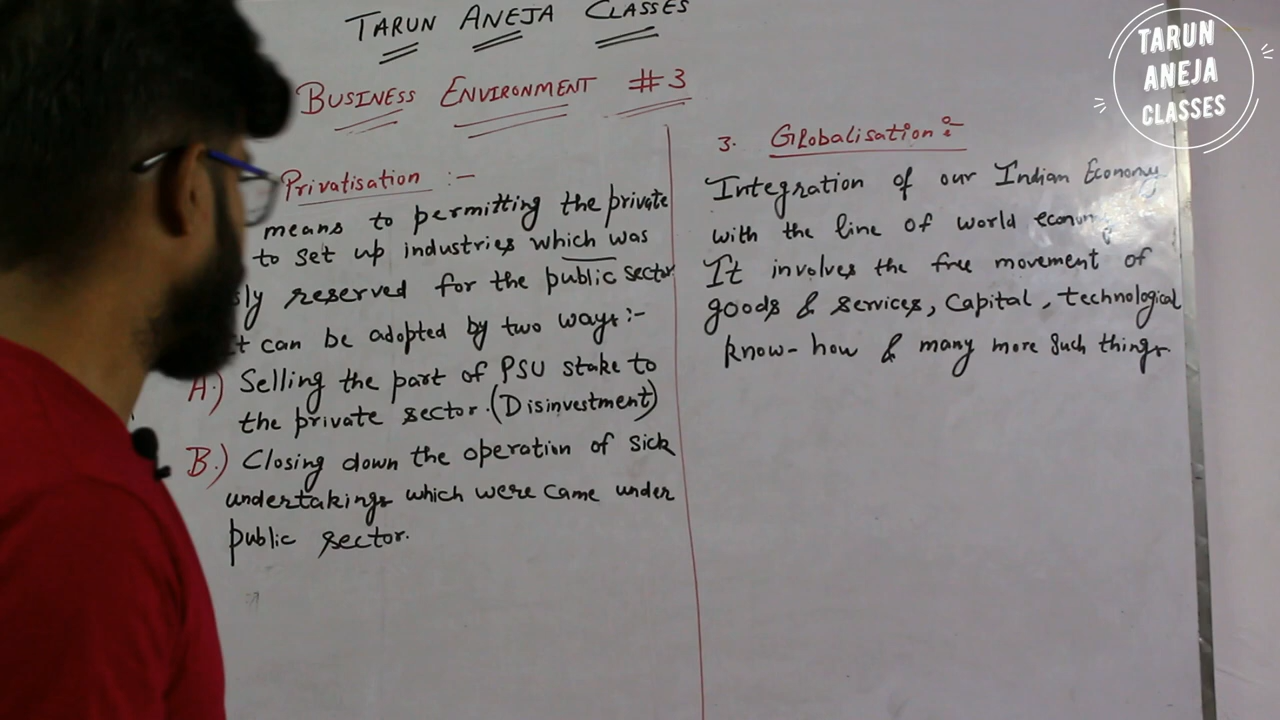 TARUN ANEJA CLASSES
BUSINESS ENVIRONMENT #3
Privatisation :-
means to permitting the private
to set up industries which was
sly reserved for the public sector
t can be adopted by two ways:-
A.) Selling the part of PSU stake to
the private sector. (Disinvestment)
B.) Closing down the operation of sick
undertakings which were came under
public sector.
3. Globalisation :-
Integration of our Indian Economy
with the line of world econom
It involves the free movement of
goods & services, capital, technological
know-how & many more such things.
TARUN
ANEJA
CLASSES